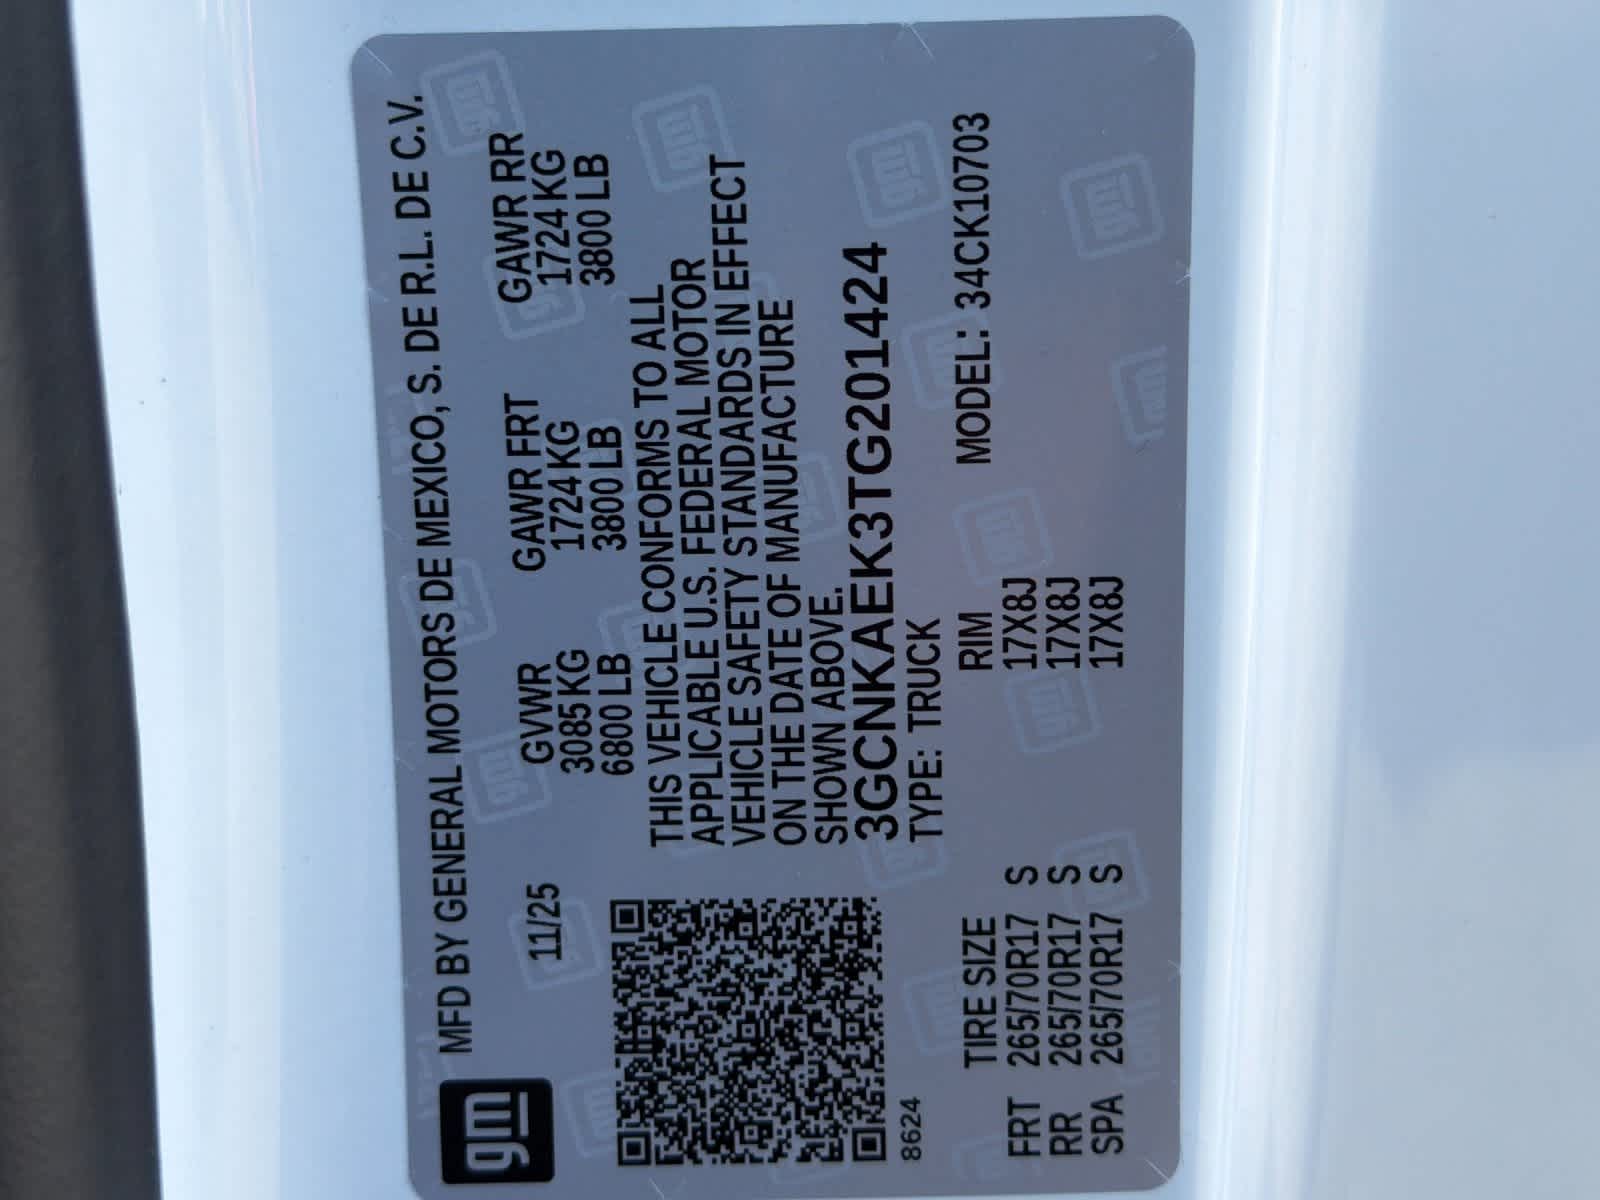 gm
MFD BY GENERAL MOTORS DE MEXICO, S. DE R.L. DE C.V.
11/25
GVWR GAWR FRT GAWR RR
3085 KG 1724 KG 1724 KG
6800 LB 3800 LB 3800 LB
THIS VEHICLE CONFORMS TO ALL
APPLICABLE U.S. FEDERAL MOTOR
VEHICLE SAFETY STANDARDS IN EFFECT
ON THE DATE OF MANUFACTURE
SHOWN ABOVE.
3GCNKAEK3TG201424
TYPE: TRUCK
8624
MODEL: 34CK10703
TIRE SIZE RIM
FRT 265/70R17 S 17X8J
RR 265/70R17 S 17X8J
SPA 265/70R17 S 17X8J